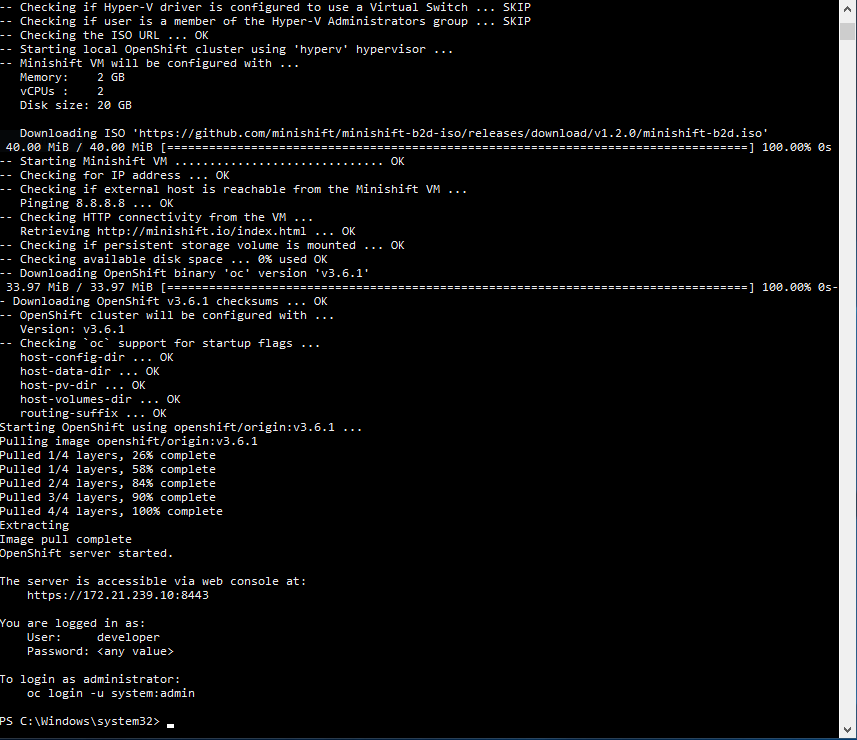 -- Checking if Hyper-V driver is configured to use a Virtual Switch ... SKIP
-- Checking if user is a member of the Hyper-V Administrators group ... SKIP
-- Checking the ISO URL ... OK
-- Starting local OpenShift cluster using 'hyperv' hypervisor ...
-- Minishift VM will be configured with ...
   Memory:    2 GB
   vCPUs :    2
   Disk size: 20 GB
   Downloading ISO 'https://github.com/minishift/minishift-b2d-iso/releases/download/v1.2.0/minishift-b2d.iso'
 40.00 MiB / 40.00 MiB [===================================================================================] 100.00% 0s
-- Starting Minishift VM .............................. OK
-- Checking for IP address ... OK
-- Checking if external host is reachable from the Minishift VM ...
   Pinging 8.8.8.8 ... OK
-- Checking HTTP connectivity from the VM ...
   Retrieving http://minishift.io/index.html ... OK
-- Checking if persistent storage volume is mounted ... OK
-- Checking available disk space ... 0% used OK
-- Downloading OpenShift binary 'oc' version 'v3.6.1'
 33.97 MiB / 33.97 MiB [===================================================================================] 100.00% 0s-
- Downloading OpenShift v3.6.1 checksums ... OK
-- OpenShift cluster will be configured with ...
   Version: v3.6.1
-- Checking `oc` support for startup flags ...
   host-config-dir ... OK
   host-data-dir ... OK
   host-pv-dir ... OK
   host-volumes-dir ... OK
   routing-suffix ... OK
Starting OpenShift using openshift/origin:v3.6.1 ...
Pulling image openshift/origin:v3.6.1
Pulled 1/4 layers, 26% complete
Pulled 1/4 layers, 58% complete
Pulled 2/4 layers, 84% complete
Pulled 3/4 layers, 90% complete
Pulled 4/4 layers, 100% complete
Extracting
Image pull complete
OpenShift server started.
The server is accessible via web console at:
    https://172.21.239.10:8443
You are logged in as:
    User:     developer
    Password: <any value>
To login as administrator:
    oc login -u system:admin
PS C:\Windows\system32> _